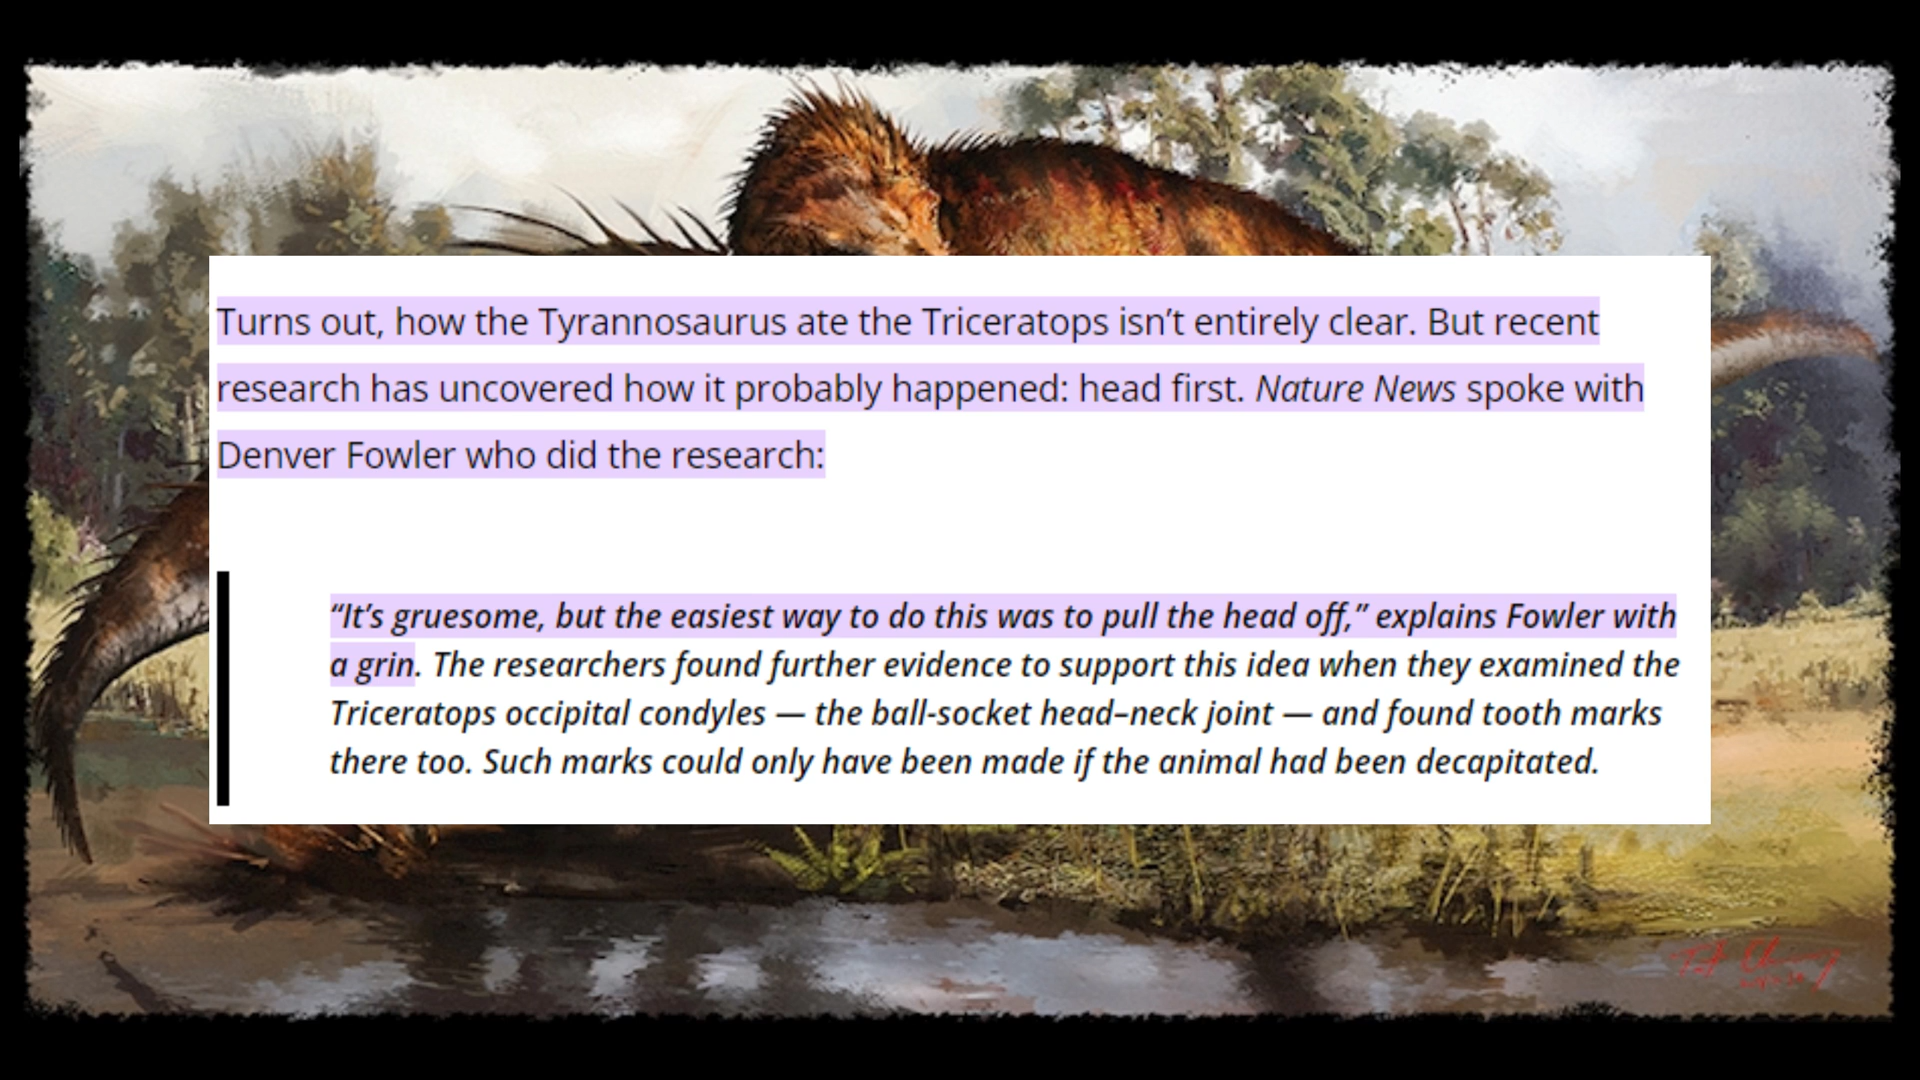 Turns out, how the Tyrannosaurus ate the Triceratops isn’t entirely clear. But recent
research has uncovered how it probably happened: head first. Nature News spoke with
Denver Fowler who did the research:
“It’s gruesome, but the easiest way to do this was to pull the head off,” explains Fowler with
a grin. The researchers found further evidence to support this idea when they examined the
Triceratops occipital condyles — the ball-socket head–neck joint — and found tooth marks
there too. Such marks could only have been made if the animal had been decapitated.